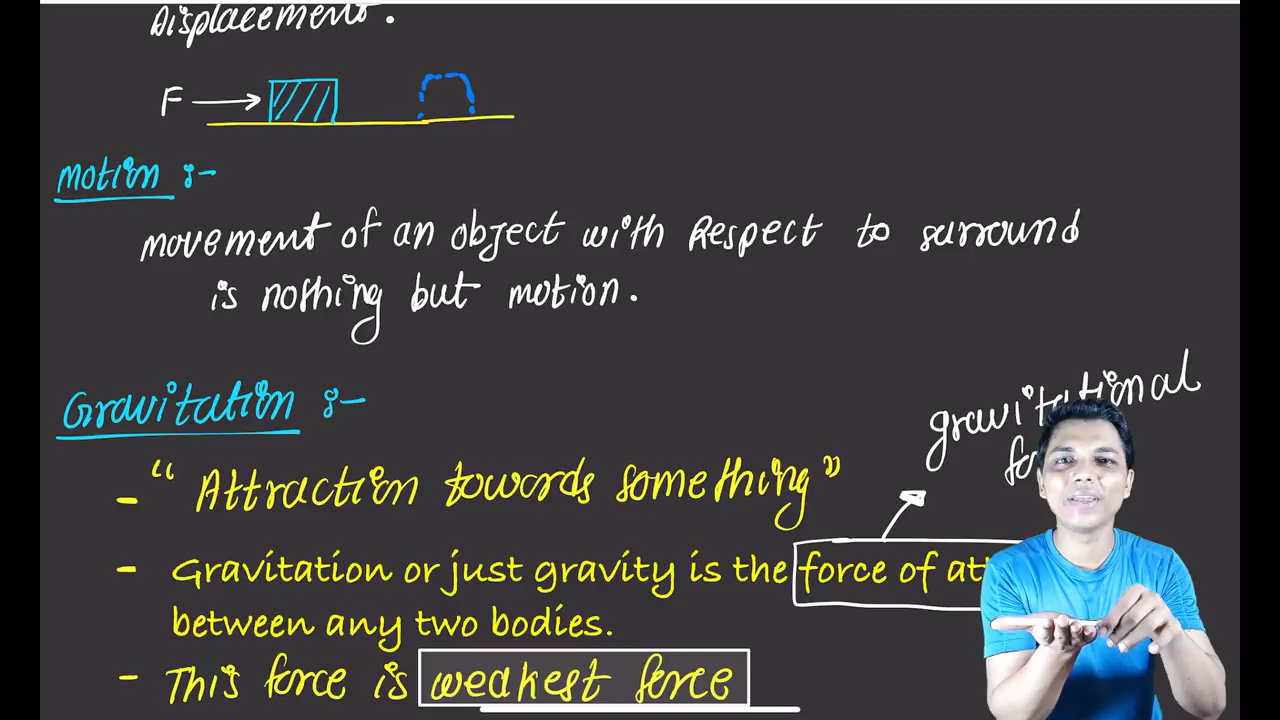 Displacement.
F
Motion :-
Movement of an object with Respect to surround
is nothing but motion.
Gravitation :-
gravitational
- " Attraction towards something"
- Gravitation or just gravity is the force of
between any two bodies.
- This force is weakest force